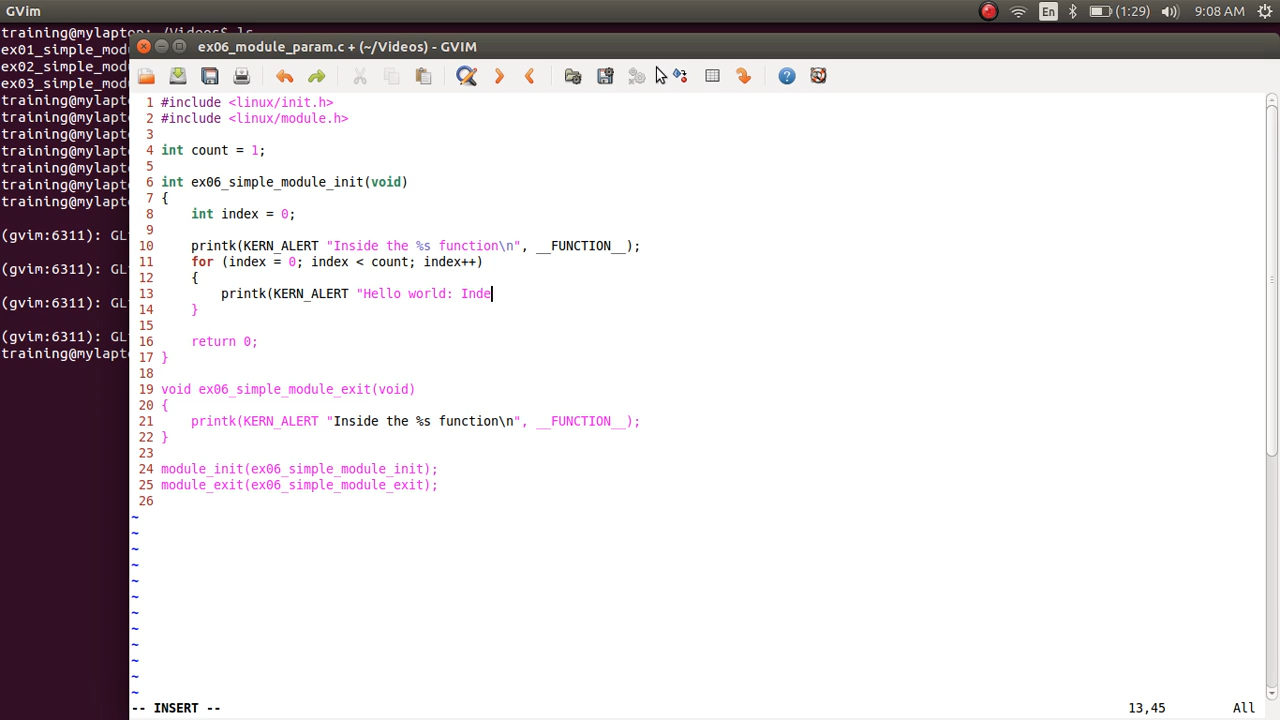 GVim
En
(1:29)
9:08 AM
training@mylaptop: /Videos$ ls
ex06_module_param.c + (~/Videos) - GVIM
ex01_simple_mod
ex02_simple_mod
ex03_simple_mod
training@mylapt
training@mylapt
training@mylapt
training@mylapt
training@mylapt
training@mylapt
training@mylapt
(gvim:6311): GL
(gvim:6311): GL
(gvim:6311): GL
(gvim:6311): GL
training@mylapt
1 #include <linux/init.h>
2 #include <linux/module.h>
3
4 int count = 1;
5
6 int ex06_simple_module_init(void)
7 {
8 int index = 0;
9
10 printk(KERN_ALERT "Inside the %s function\n", __FUNCTION__);
11 for (index = 0; index < count; index++)
12 {
13 printk(KERN_ALERT "Hello world: Inde
14 }
15
16 return 0;
17 }
18
19 void ex06_simple_module_exit(void)
20 {
21 printk(KERN_ALERT "Inside the %s function\n", __FUNCTION__);
22 }
23
24 module_init(ex06_simple_module_init);
25 module_exit(ex06_simple_module_exit);
26
~
~
~
~
~
~
~
~
~
~
~
~
-- INSERT -- 13,45 All